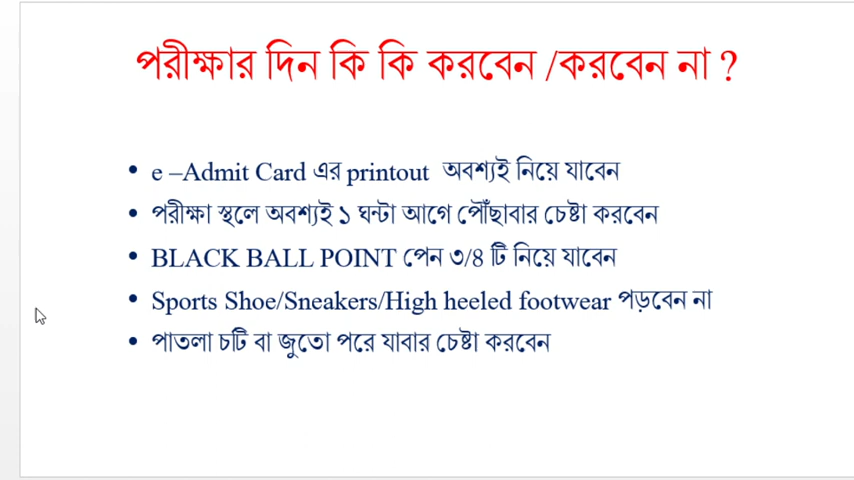 পরীক্ষার দিন কি কি করবেন /করবেন না ?
• e –Admit Card এর printout অবশ্যই নিয়ে যাবেন
• পরীক্ষা স্থলে অবশ্যই ১ ঘন্টা আগে পৌঁছাবার চেষ্টা করবেন
• BLACK BALL POINT পেন ৩/৪ টি নিয়ে যাবেন
• Sports Shoe/Sneakers/High heeled footwear পড়বেন না
• পাতলা চটি বা জুতো পরে যাবার চেষ্টা করবেন